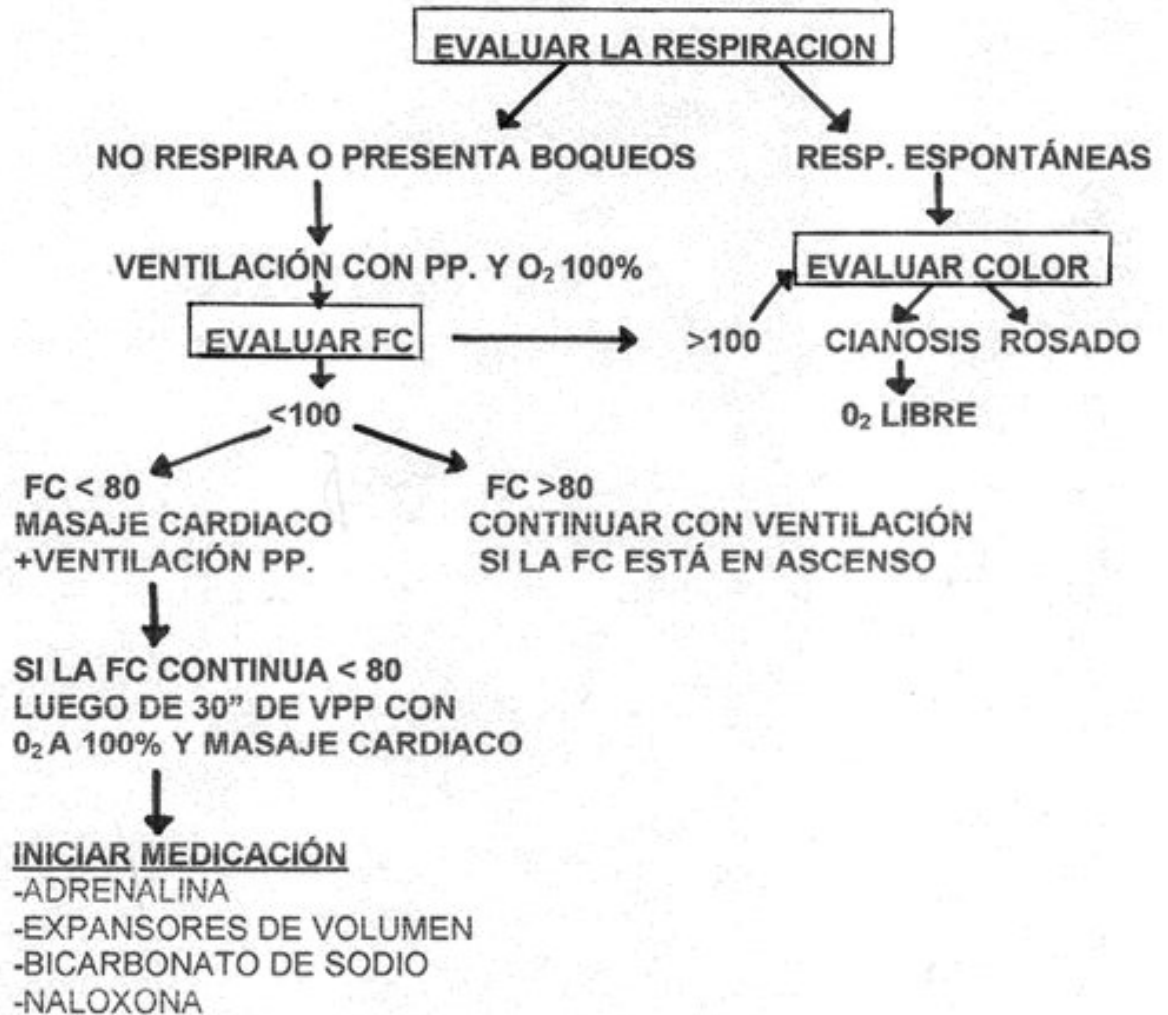 EVALUAR LA RESPIRACION
NO RESPIRA O PRESENTA BOQUEOS
RESP. ESPONTÁNEAS
VENTILACIÓN CON PP. Y O₂ 100%
EVALUAR COLOR
EVALUAR FC
>100
CIANOSIS ROSADO
<100
0₂ LIBRE
FC < 80
MASAJE CARDIACO
+VENTILACIÓN PP.
FC >80
CONTINUAR CON VENTILACIÓN
SI LA FC ESTÁ EN ASCENSO
SI LA FC CONTINUA < 80
LUEGO DE 30” DE VPP CON
0₂ A 100% Y MASAJE CARDIACO
INICIAR MEDICACIÓN
-ADRENALINA
-EXPANSORES DE VOLUMEN
-BICARBONATO DE SODIO
-NALOXONA